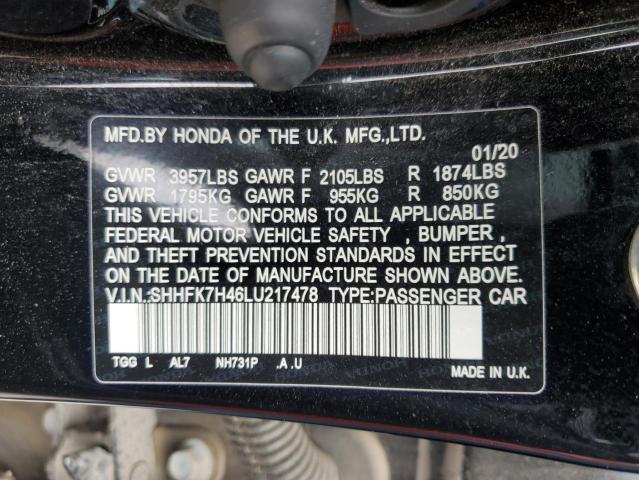 MFD.BY HONDA OF THE U.K. MFG.,LTD.
01/20
GVWR 3957LBS GAWR F 2105LBS R 1874LBS
GVWR 1795KG GAWR F 955KG R 850KG
THIS VEHICLE CONFORMS TO ALL APPLICABLE
FEDERAL MOTOR VEHICLE SAFETY , BUMPER ,
AND THEFT PREVENTION STANDARDS IN EFFECT
ON THE DATE OF MANUFACTURE SHOWN ABOVE.
V.I.N.:SHHFK7H46LU217478 TYPE:PASSENGER CAR
TGG L AL7 NH731P .A .U
MADE IN U.K.